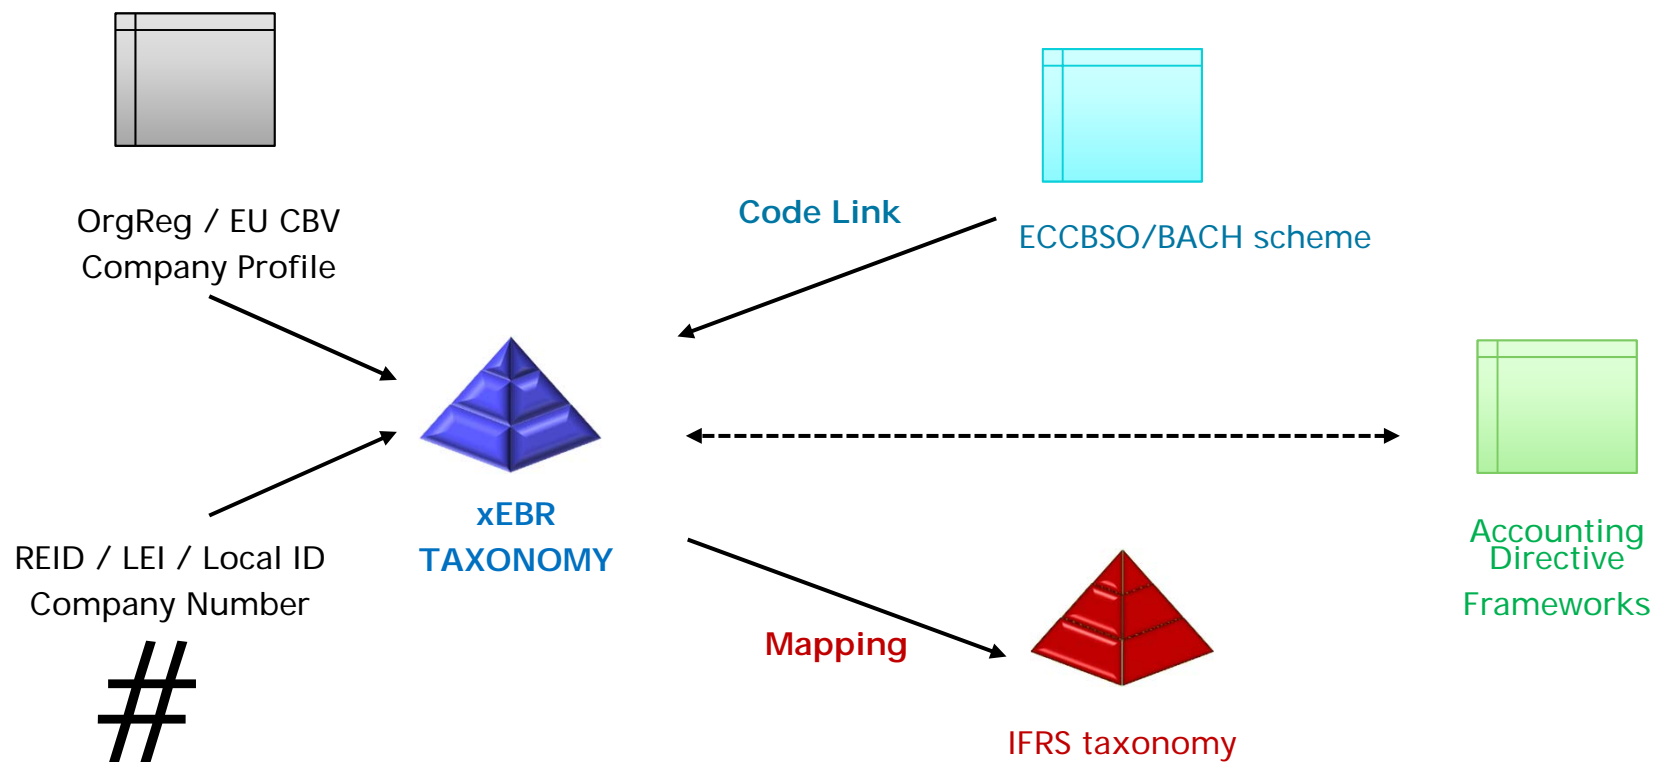 OrgReg / EU CBV
Company Profile
Code Link
ECCBSO/BACH scheme
xEBR
TAXONOMY
REID / LEI / Local ID
Company Number
#
Accounting
Directive
Frameworks
Mapping
IFRS taxonomy